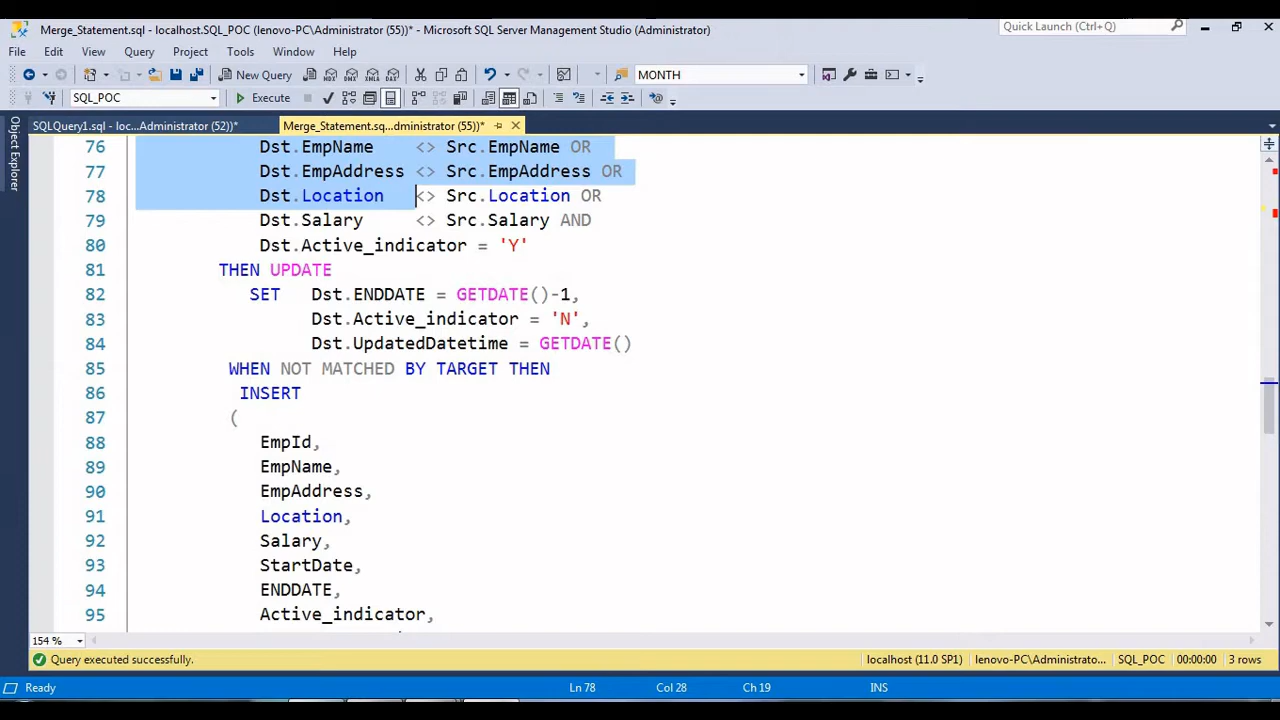 Merge_Statement.sql - localhost.SQL_POC (lenovo-PC\Administrator (55))* - Microsoft SQL Server Management Studio (Administrator)
Quick Launch (Ctrl+Q)
File Edit View Query Project Tools Window Help
New Query MONTH
SQL_POC Execute
SQLQuery1.sql - loc...Administrator (52))* Merge_Statement.sq...dministrator (55))*
Object Explorer
76 Dst.EmpName <> Src.EmpName OR
77 Dst.EmpAddress <> Src.EmpAddress OR
78 Dst.Location <> Src.Location OR
79 Dst.Salary <> Src.Salary AND
80 Dst.Active_indicator = 'Y'
81 THEN UPDATE
82 SET Dst.ENDDATE = GETDATE()-1,
83 Dst.Active_indicator = 'N',
84 Dst.UpdatedDatetime = GETDATE()
85 WHEN NOT MATCHED BY TARGET THEN
86 INSERT
87 (
88 EmpId,
89 EmpName,
90 EmpAddress,
91 Location,
92 Salary,
93 StartDate,
94 ENDDATE,
95 Active_indicator,
154 %
Query executed successfully. localhost (11.0 SP1) lenovo-PC\Administrato... SQL_POC 00:00:00 3 rows
Ready Ln 78 Col 28 Ch 19 INS